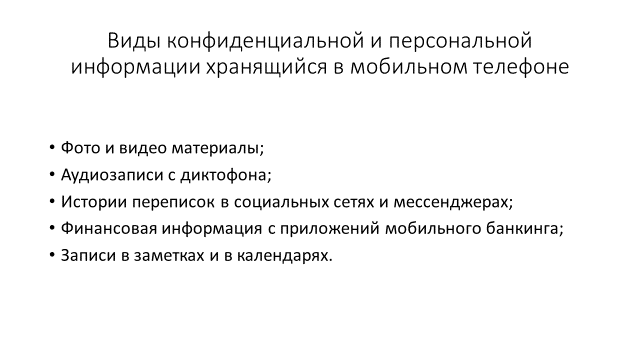 Виды конфиденциальной и персональной
информации хранящийся в мобильном телефоне
• Фото и видео материалы;
• Аудиозаписи с диктофона;
• Истории переписок в социальных сетях и мессенджерах;
• Финансовая информация с приложений мобильного банкинга;
• Записи в заметках и в календарях.